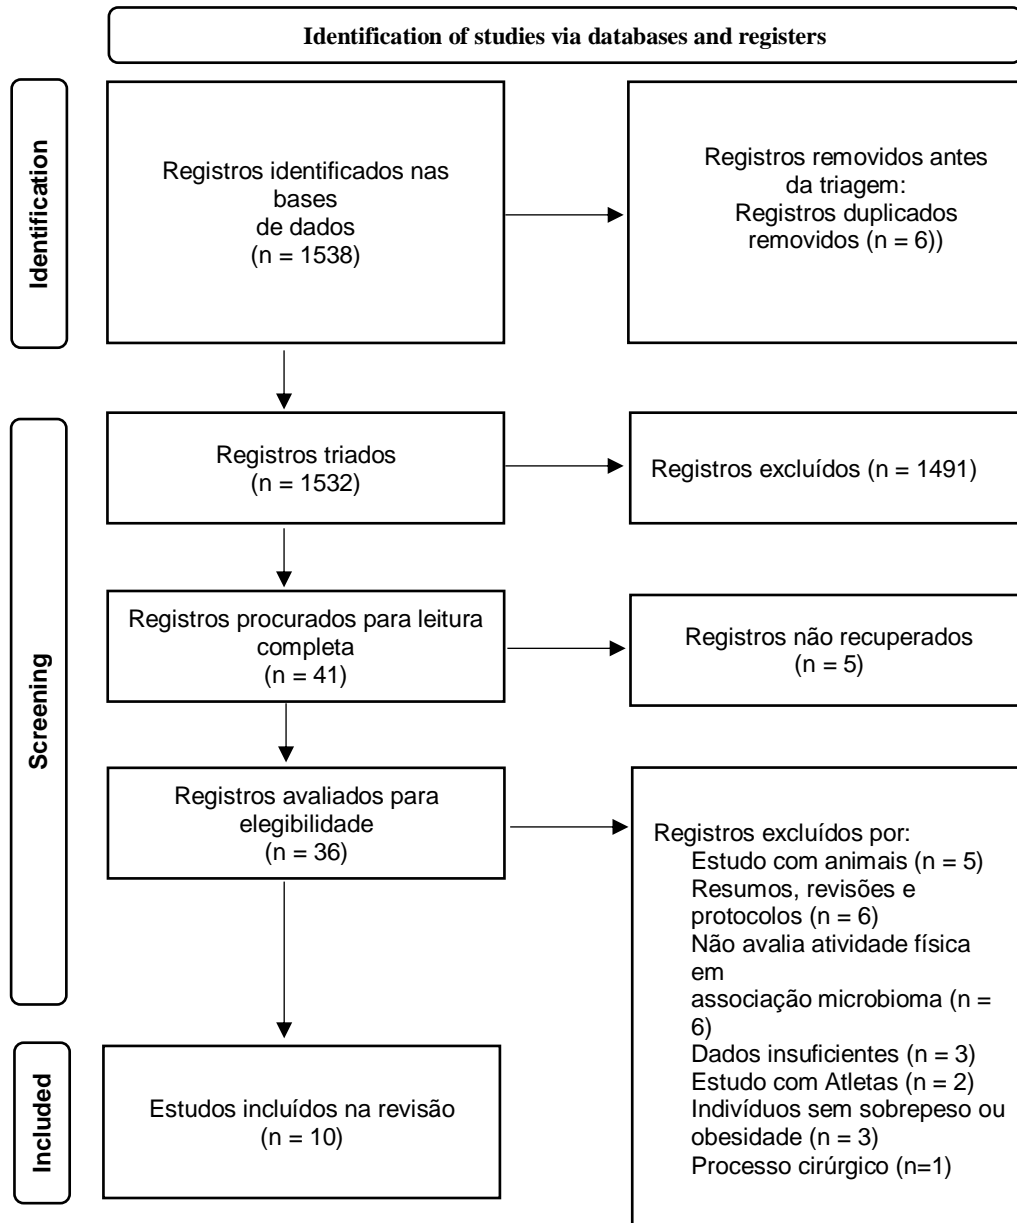 Identification of studies via databases and registers
Identification
Registros identificados nas
bases
de dados
(n = 1538)
Registros removidos antes
da triagem:
Registros duplicados
removidos (n = 6))
Screening
Registros triados
(n = 1532)
Registros excluídos (n = 1491)
Registros procurados para leitura
completa
(n = 41)
Registros não recuperados
(n = 5)
Registros avaliados para
elegibilidade
(n = 36)
Registros excluídos por:
Estudo com animais (n = 5)
Resumos, revisões e
protocolos (n = 6)
Não avalia atividade física
em
associação microbioma (n =
6)
Dados insuficientes (n = 3)
Estudo com Atletas (n = 2)
Indivíduos sem sobrepeso ou
obesidade (n = 3)
Processo cirúrgico (n=1)
Included
Estudos incluídos na revisão
(n = 10)